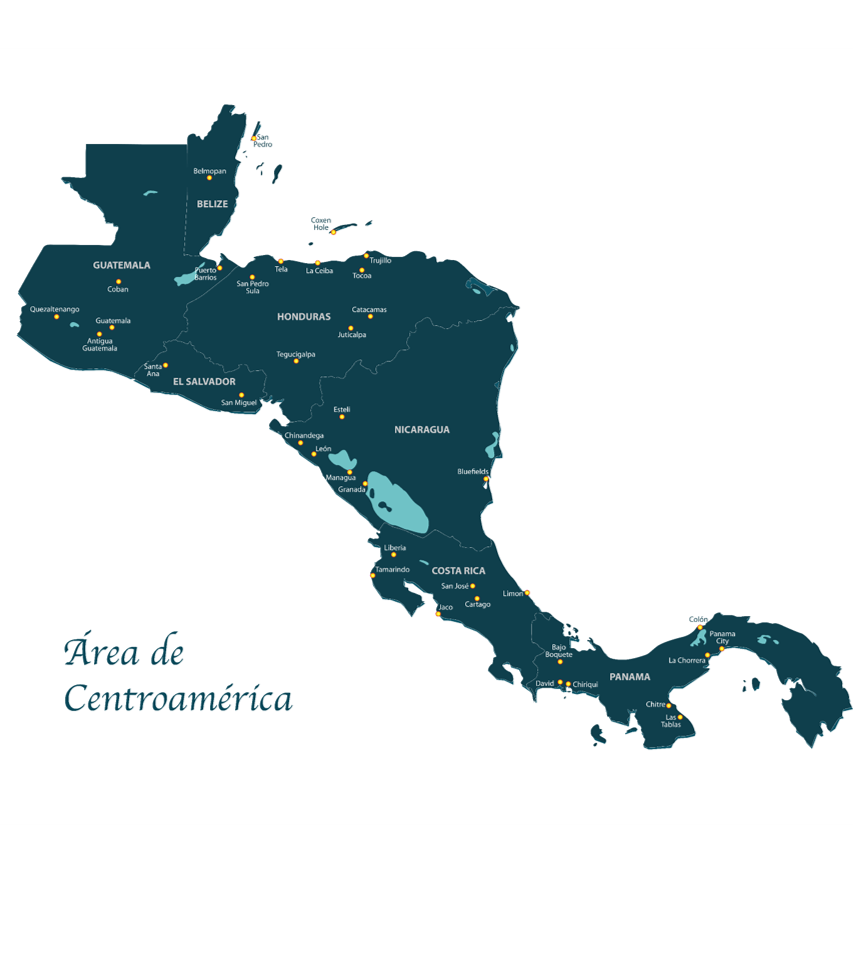 San
Pedro
Belmopan
BELIZE
Coxen
Hole
GUATEMALA
Puerto
Barrios
Tela
La Ceiba
Trujillo
Tocoa
San Pedro
Sula
Coban
Quezaltenango
Guatemala
Antigua
Guatemala
HONDURAS
Catacamas
Juticalpa
Tegucigalpa
Santa
Ana
EL SALVADOR
San Miguel
Esteli
NICARAGUA
Chinandega
León
Managua
Granada
Bluefields
Liberia
Tamarindo
COSTA RICA
San José
Cartago
Limon
Jaco
Colón
Panama
City
La Chorrera
Bajo
Boquete
PANAMA
David
Chiriqui
Chitre
Las
Tablas
Área de
Centroamérica